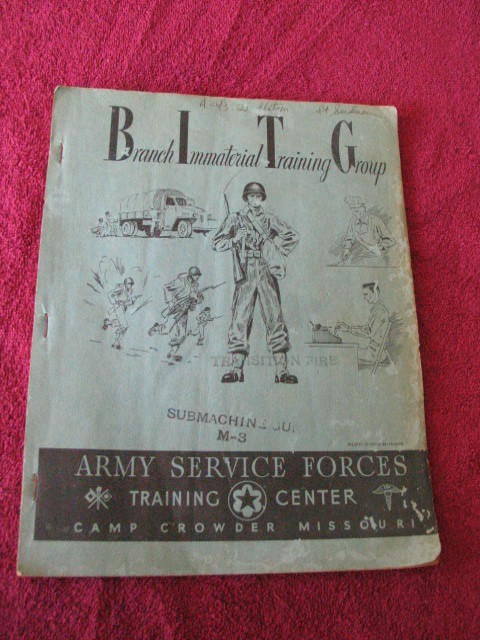 Branch Immaterial Training Group
TRANSITION FIRE
SUBMACHINE GUN
M-3
ARMY SERVICE FORCES
TRAINING CENTER
CAMP CROWDER MISSOURI